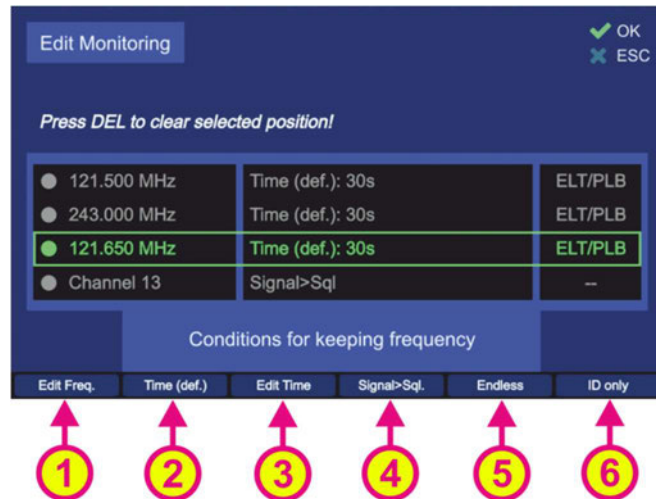 Edit Monitoring
OK
ESC
Press DEL to clear selected position!
121.500 MHz Time (def.): 30s ELT/PLB
243.000 MHz Time (def.): 30s ELT/PLB
121.650 MHz Time (def.): 30s ELT/PLB
Channel 13 Signal>Sql --
Conditions for keeping frequency
Edit Freq. Time (def.) Edit Time Signal>Sql. Endless ID only
1 2 3 4 5 6